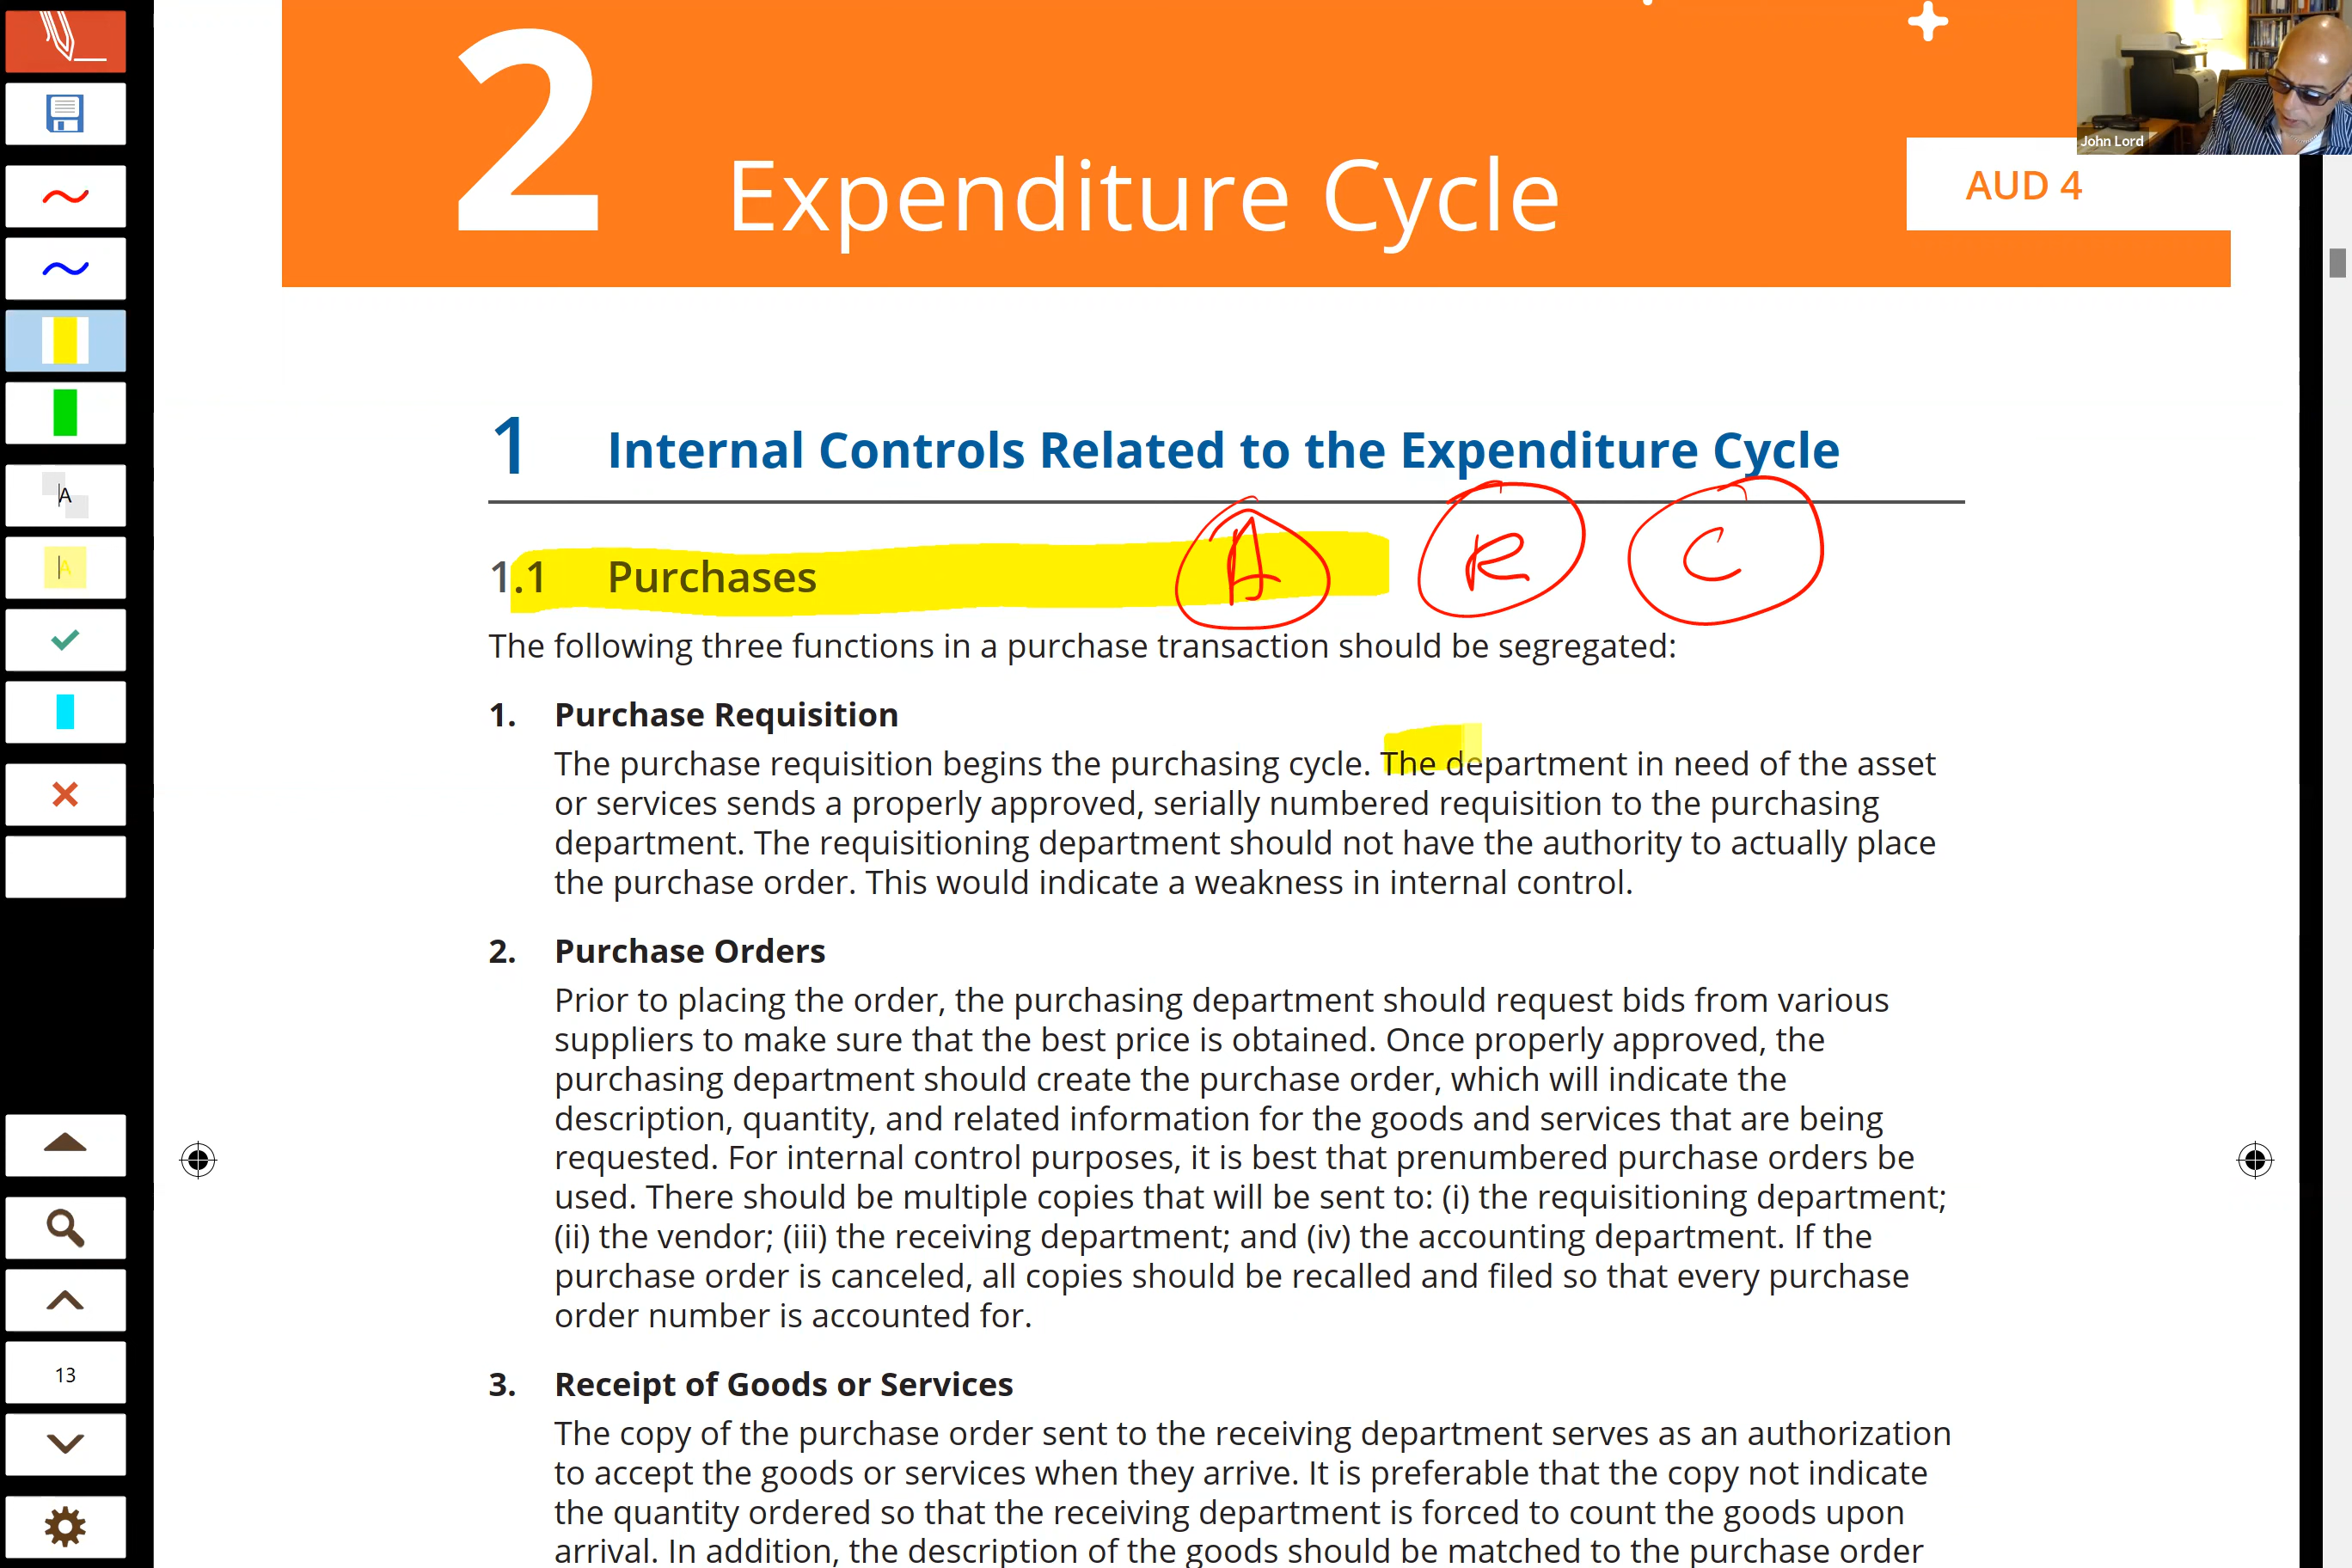 2 Expenditure Cycle
AUD 4
John Lord
1 Internal Controls Related to the Expenditure Cycle
A R C
1.1 Purchases
The following three functions in a purchase transaction should be segregated:
1. Purchase Requisition
The purchase requisition begins the purchasing cycle. The department in need of the asset
or services sends a properly approved, serially numbered requisition to the purchasing
department. The requisitioning department should not have the authority to actually place
the purchase order. This would indicate a weakness in internal control.
2. Purchase Orders
Prior to placing the order, the purchasing department should request bids from various
suppliers to make sure that the best price is obtained. Once properly approved, the
purchasing department should create the purchase order, which will indicate the
description, quantity, and related information for the goods and services that are being
requested. For internal control purposes, it is best that prenumbered purchase orders be
used. There should be multiple copies that will be sent to: (i) the requisitioning department;
(ii) the vendor; (iii) the receiving department; and (iv) the accounting department. If the
purchase order is canceled, all copies should be recalled and filed so that every purchase
order number is accounted for.
3. Receipt of Goods or Services
The copy of the purchase order sent to the receiving department serves as an authorization
to accept the goods or services when they arrive. It is preferable that the copy not indicate
the quantity ordered so that the receiving department is forced to count the goods upon
arrival. In addition, the description of the goods should be matched to the purchase order
A
A
13